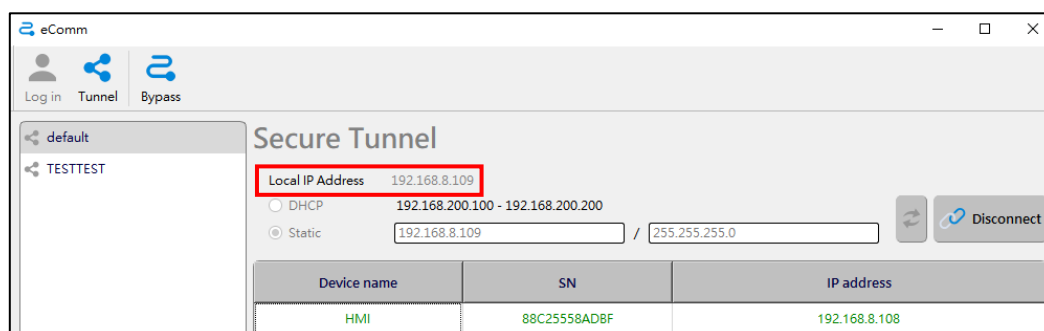 eComm
Log in Tunnel Bypass
default
TESTTEST
Secure Tunnel
Local IP Address 192.168.8.109
DHCP 192.168.200.100 - 192.168.200.200
Static 192.168.8.109 / 255.255.255.0
Disconnect
Device name SN IP address
HMI 88C25558ADBF 192.168.8.108